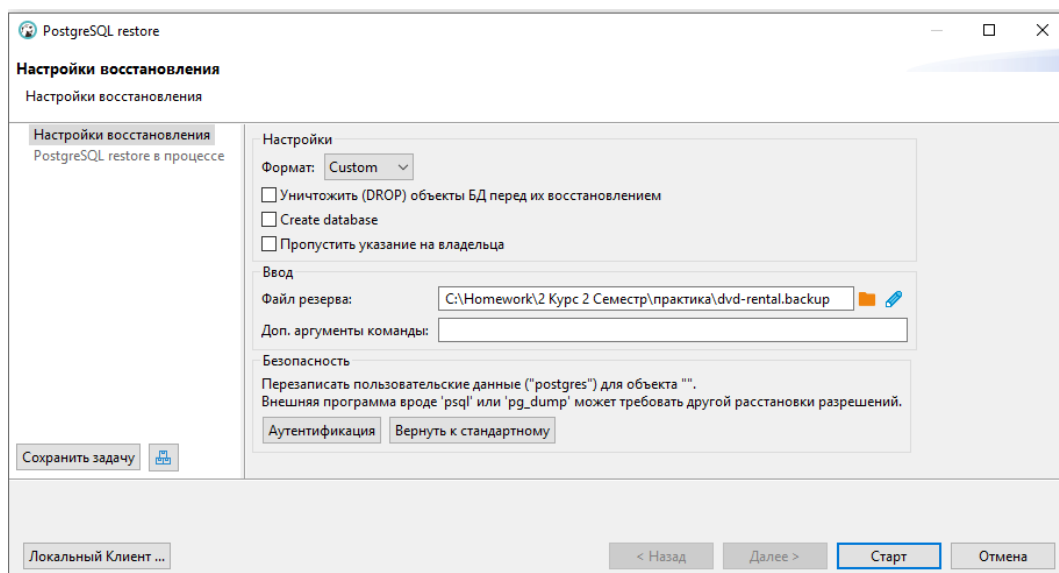 PostgreSQL restore
Настройки восстановления
Настройки восстановления
Настройки восстановления
PostgreSQL restore в процессе
Настройки
Формат: Custom
Уничтожить (DROP) объекты БД перед их восстановлением
Create database
Пропустить указание на владельца
Ввод
Файл резерва: C:\Homework\2 Курс 2 Семестр\практика\dvd-rental.backup
Доп. аргументы команды:
Безопасность
Перезаписать пользовательские данные ("postgres") для объекта "".
Внешняя программа вроде 'psql' или 'pg_dump' может требовать другой расстановки разрешений.
Аутентификация Вернуть к стандартному
Сохранить задачу
Локальный Клиент ... < Назад Далее > Старт Отмена